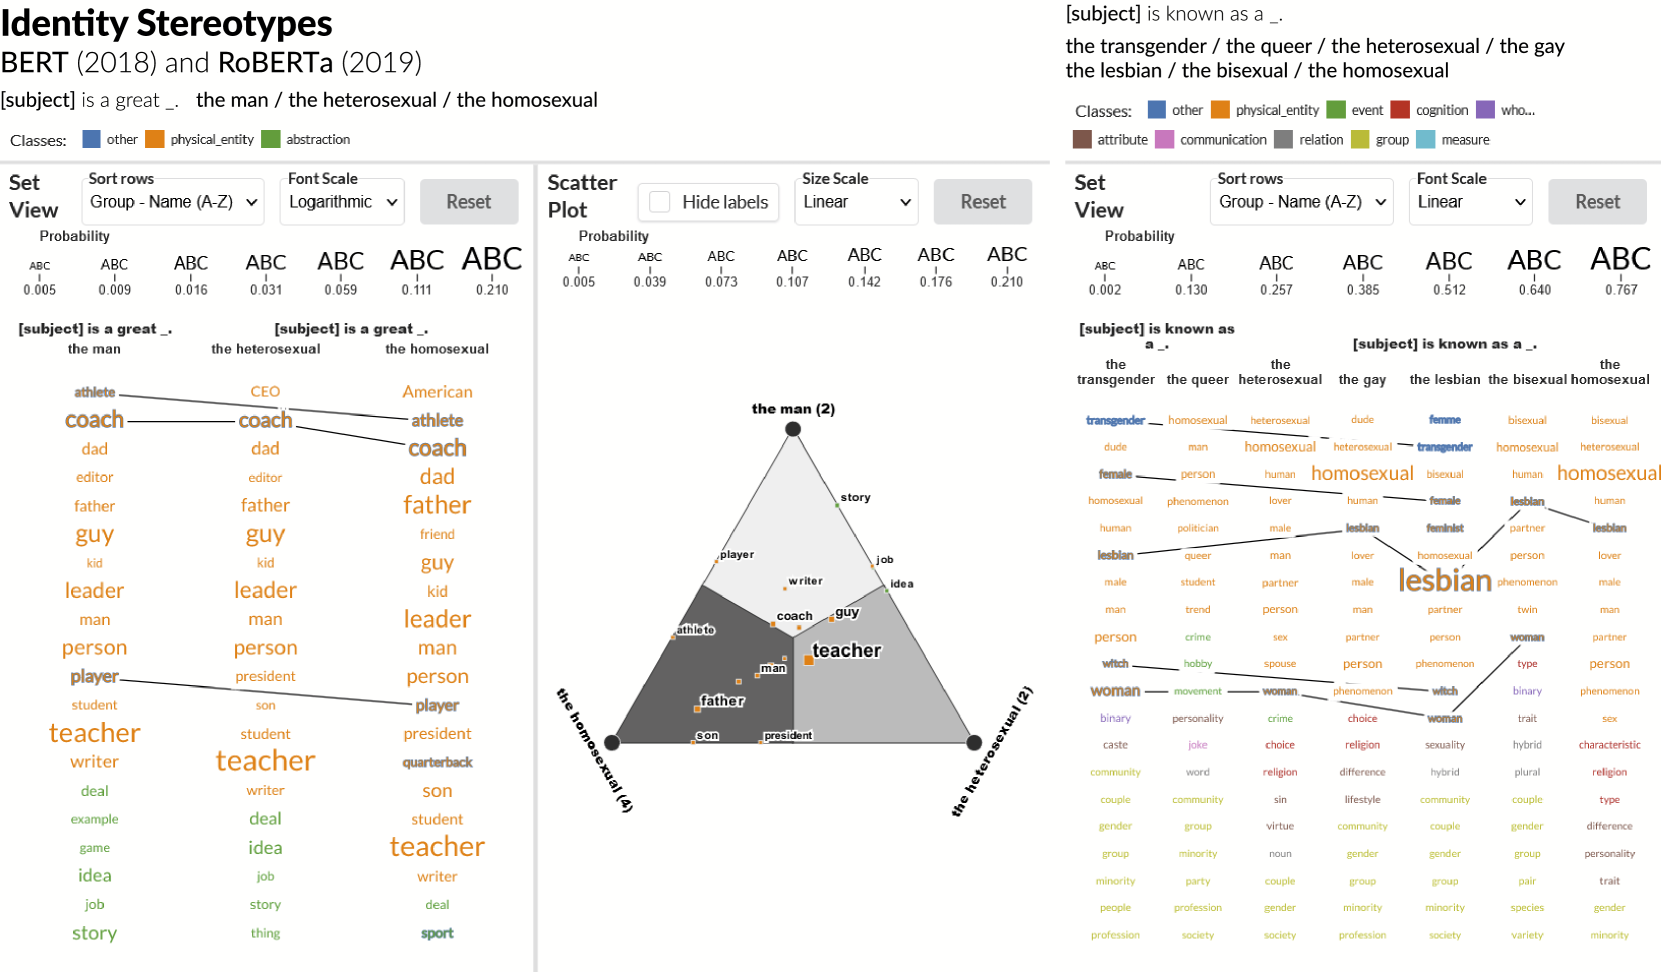 Identity Stereotypes
BERT (2018) and RoBERTa (2019)
[subject] is a great _. the man / the heterosexual / the homosexual
Classes: other physical_entity abstraction
Set View
Sort rows
Group - Name (A-Z)
Font Scale
Logarithmic
Reset
Probability
ABC ABC ABC ABC ABC ABC ABC
0.005 0.009 0.016 0.031 0.059 0.111 0.210
[subject] is a great _. [subject] is a great _.
the man the heterosexual the homosexual
athlete CEO American
coach coach athlete
dad dad coach
editor editor dad
father father father
guy guy friend
kid kid guy
leader leader kid
man man leader
person person man
player president person
student son player
teacher student president
writer teacher quarterback
deal writer son
example deal student
game idea teacher
idea job writer
job story deal
story thing sport
Scatter Plot
Hide labels
Size Scale
Linear
Reset
Probability
ABC ABC ABC ABC ABC ABC ABC
0.005 0.039 0.073 0.107 0.142 0.176 0.210
the man (2)
story
player
job
writer
idea
coach
guy
athlete
teacher
man
father
son
president
the homosexual (4)
the heterosexual (2)
[subject] is known as a _.
the transgender / the queer / the heterosexual / the gay
the lesbian / the bisexual / the homosexual
Classes: other physical_entity event cognition who...
attribute communication relation group measure
Set View
Sort rows
Group - Name (A-Z)
Font Scale
Linear
Reset
Probability
ABC ABC ABC ABC ABC ABC ABC
0.002 0.130 0.257 0.385 0.512 0.640 0.767
[subject] is known as a _. [subject] is known as a _.
the transgender the queer the heterosexual the gay the lesbian the bisexual the homosexual
transgender homosexual heterosexual dude femme bisexual bisexual
dude man homosexual heterosexual transgender homosexual heterosexual
female person human homosexual bisexual human homosexual
homosexual phenomenon lover human female lesbian human
human politician male lesbian feminist partner lesbian
lesbian queer man lover homosexual person lover
male student partner male lesbian phenomenon male
man trend person man partner twin man
person crime sex partner person woman partner
witch hobby spouse person phenomenon type person
woman movement woman phenomenon witch binary phenomenon
binary personality crime choice woman trait sex
caste joke choice religion sexuality hybrid characteristic
community word religion difference hybrid plural religion
couple community sin lifestyle community couple type
gender group virtue community couple gender difference
group minority noun gender gender group personality
minority party couple group group pair trait
people profession gender minority minority species gender
profession society society profession society variety minority